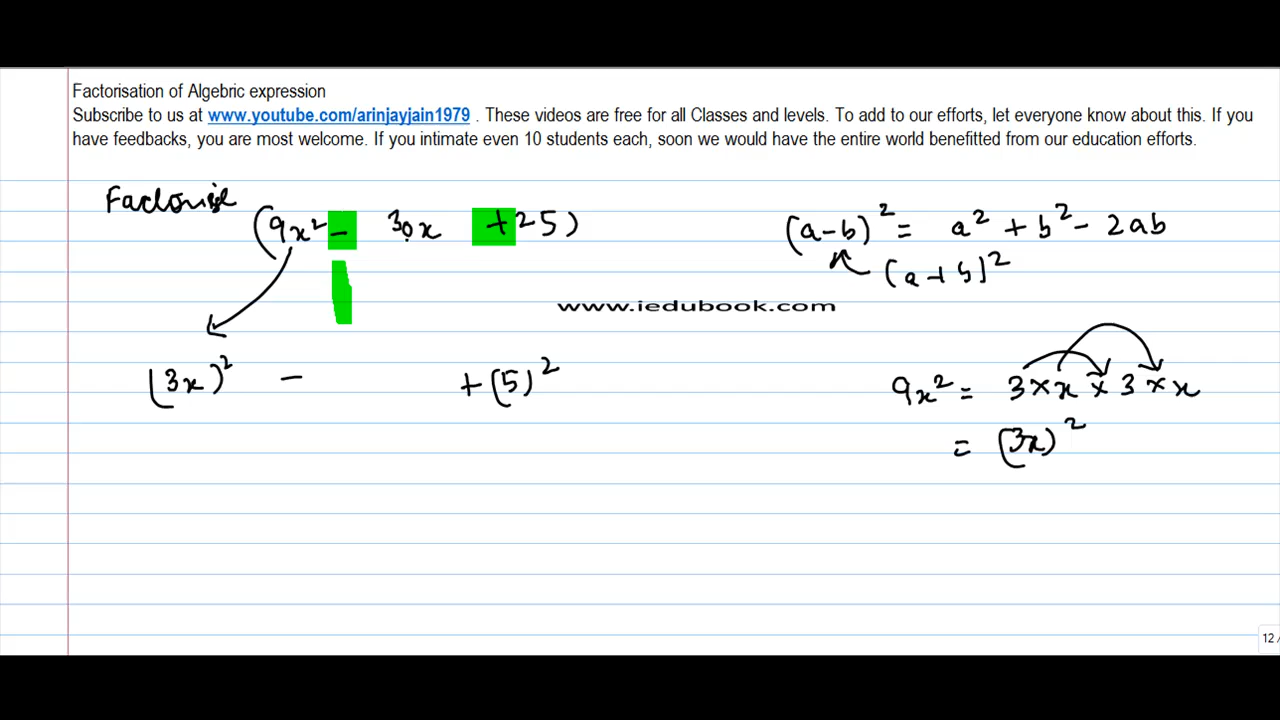 Factorisation of Algebric expression
Subscribe to us at www.youtube.com/arinjayjain1979 . These videos are free for all Classes and levels. To add to our efforts, let everyone know about this. If you
have feedbacks, you are most welcome. If you intimate even 10 students each, soon we would have the entire world benefitted from our education efforts.
Factorise
(9x² - 30x + 25)
(a-b)² = a² + b² - 2ab
(a+b)²
www.iedubook.com
(3x)² - + (5)²
9x² = 3 × x × 3 × x
= (3x)²
12/